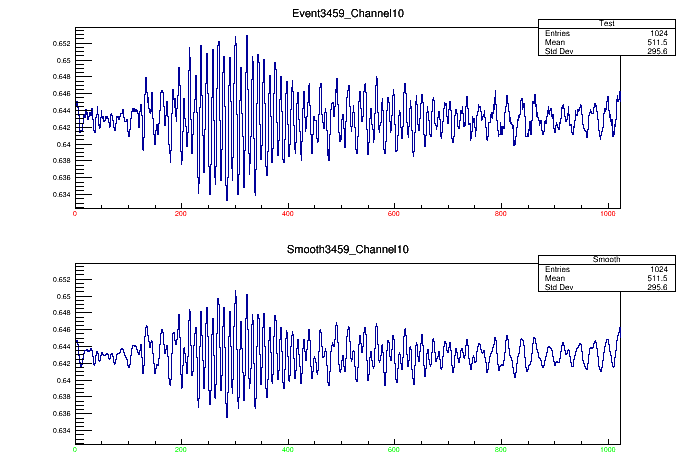 Event3459_Channel10
Test
Entries 1024
Mean 511.5
Std Dev 295.6
0.652
0.65
0.648
0.646
0.644
0.642
0.64
0.638
0.636
0.634
0 200 400 600 800 1000
Smooth3459_Channel10
Smooth
Entries 1024
Mean 511.5
Std Dev 295.6
0.652
0.65
0.648
0.646
0.644
0.642
0.64
0.638
0.636
0.634
0 200 400 600 800 1000